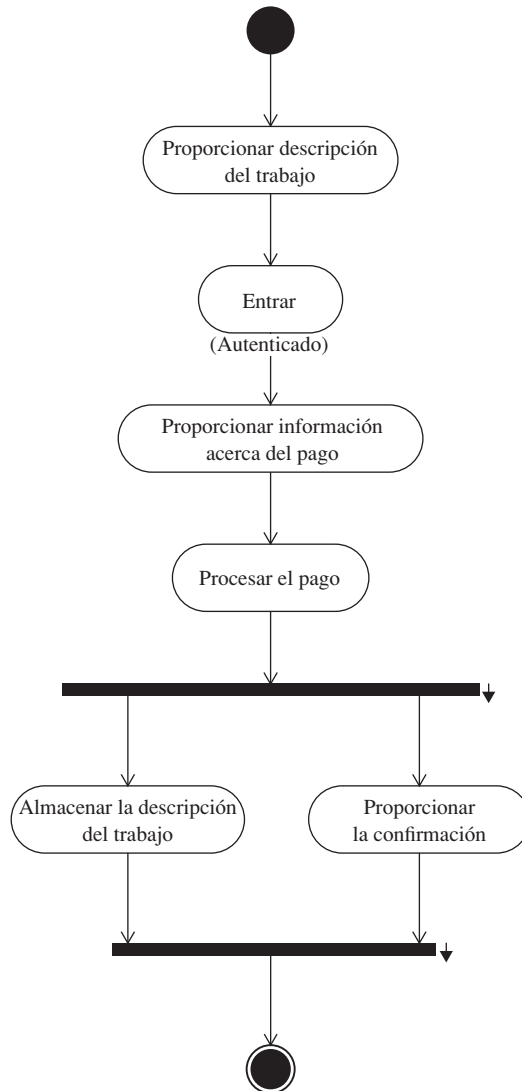 Proporcionar descripción
del trabajo
Entrar
(Autenticado)
Proporcionar información
acerca del pago
Procesar el pago
Almacenar la descripción
del trabajo
Proporcionar
la confirmación